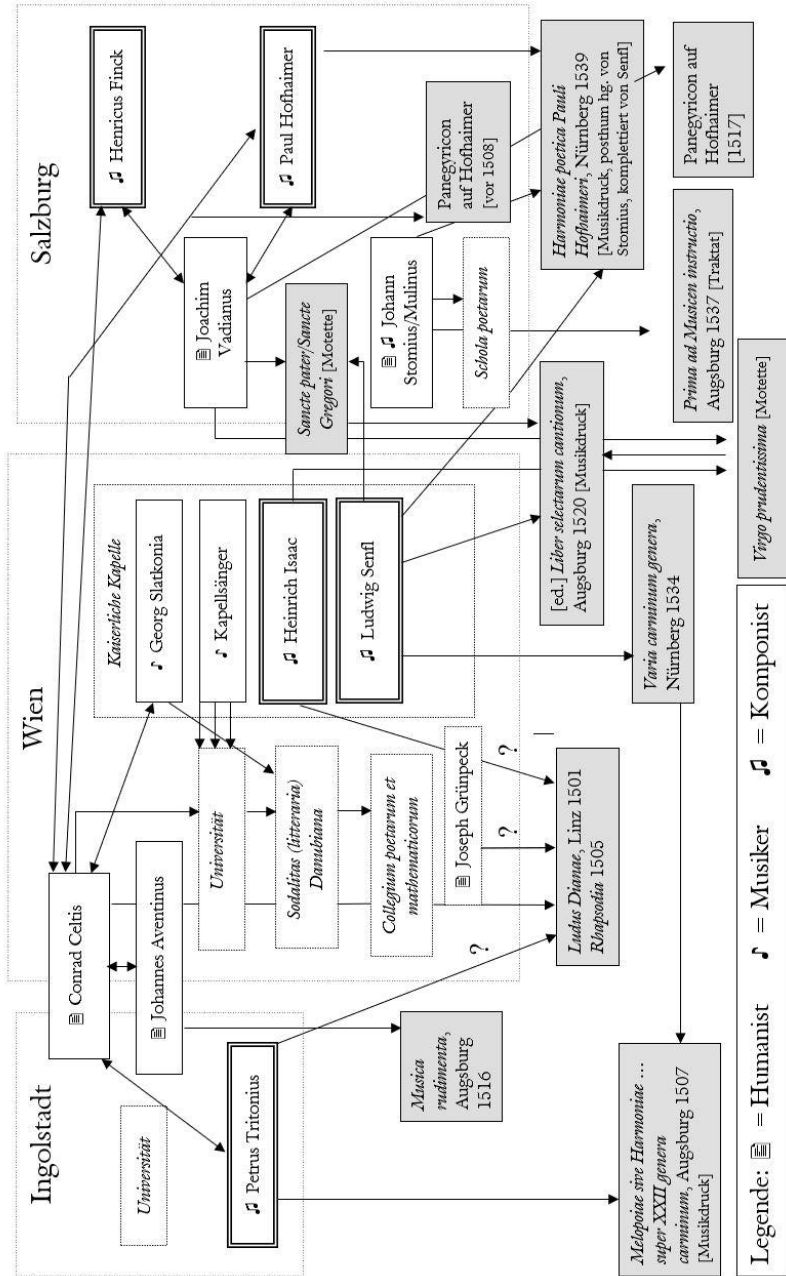 Ingolstadt
Universität
♫ Petrus Tritonius
Musica
rudimenta,
Augsburg
1516
Melopoiae sive Harmoniae …
super XXII genera
carminum, Augsburg 1507
[Musikdruck]
Wien
🗎 Conrad Celtis
🗎 Johannes Aventinus
Universität
Sodalitas (litteraria)
Danubiana
Collegium poetarum et
mathematicorum
🗎 Joseph Grünpeck
?
?
?
Ludus Dianae, Linz 1501
Rhapsodia 1505
Kaiserliche Kapelle
♪ Georg Slatkonia
♪ Kapellsänger
♫ Heinrich Isaac
♫ Ludwig Senfl
[ed.] Liber selectarum cantionum,
Augsburg 1520 [Musikdruck]
Varia carminum genera,
Nürnberg 1534
Salzburg
♫ Henricus Finck
♫ Paul Hofhaimer
🗎 Joachim
Vadianus
Panegyricon
auf Hofhaimer
[vor 1508]
Sancte pater/Sancte
Gregori [Motette]
🗎 ♫ Johann
Stomius/Mulinus
Schola poetarum
Harmoniae poetica Pauli
Hofhaimeri, Nürnberg 1539
[Musikdruck, posthum hg. von
Stomius, komplettiert von Senfl]
Panegyricon auf
Hofhaimer
[1517]
Prima ad Musicen instructio,
Augsburg 1537 [Traktat]
Virgo prudentissima [Motette]
Legende: 🗎 = Humanist ♪ = Musiker ♫ = Komponist